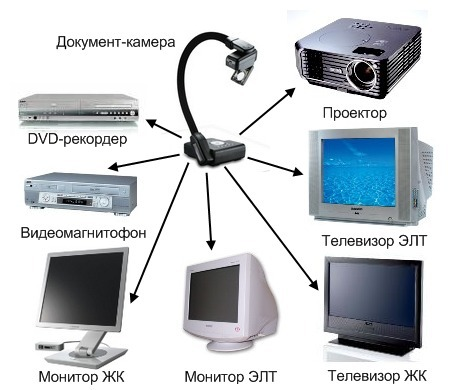 Документ-камера
Проектор
DVD-рекордер
Видеомагнитофон
Телевизор ЭЛТ
Монитор ЖК
Монитор ЭЛТ
Телевизор ЖК